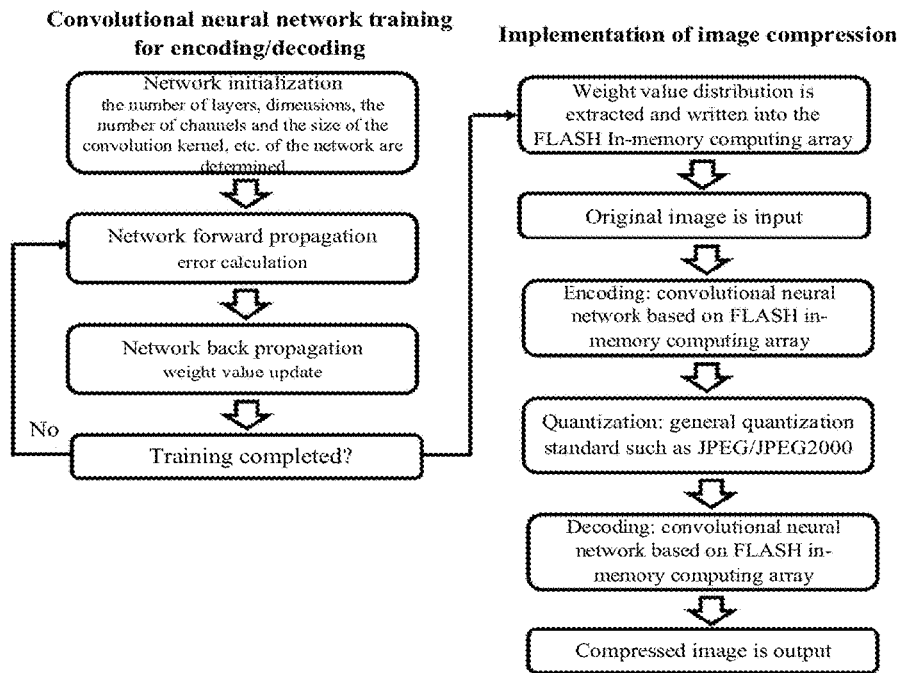 Convolutional neural network training
for encoding/decoding
Network initialization
the number of layers, dimensions, the
number of channels and the size of the
convolution kernel, etc. of the network are
determined
Network forward propagation
error calculation
Network back propagation
weight value update
No
Training completed?
Implementation of image compression
Weight value distribution is
extracted and written into the
FLASH In-memory computing array
Original image is input
Encoding: convolutional neural
network based on FLASH in-
memory computing array
Quantization: general quantization
standard such as JPEG/JPEG2000
Decoding: convolutional neural
network based on FLASH in-
memory computing array
Compressed image is output